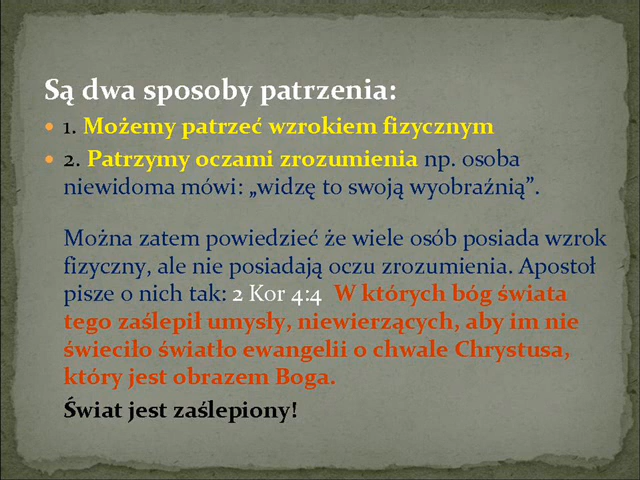 Są dwa sposoby patrzenia:
• 1. Możemy patrzeć wzrokiem fizycznym
• 2. Patrzymy oczami zrozumienia np. osoba
niewidoma mówi: „widzę to swoją wyobraźnią”.
Można zatem powiedzieć że wiele osób posiada wzrok
fizyczny, ale nie posiadają oczu zrozumienia. Apostoł
pisze o nich tak: 2 Kor 4:4 W których bóg świata
tego zaślepił umysły, niewierzących, aby im nie
świeciło światło ewangelii o chwale Chrystusa,
który jest obrazem Boga.
Świat jest zaślepiony!